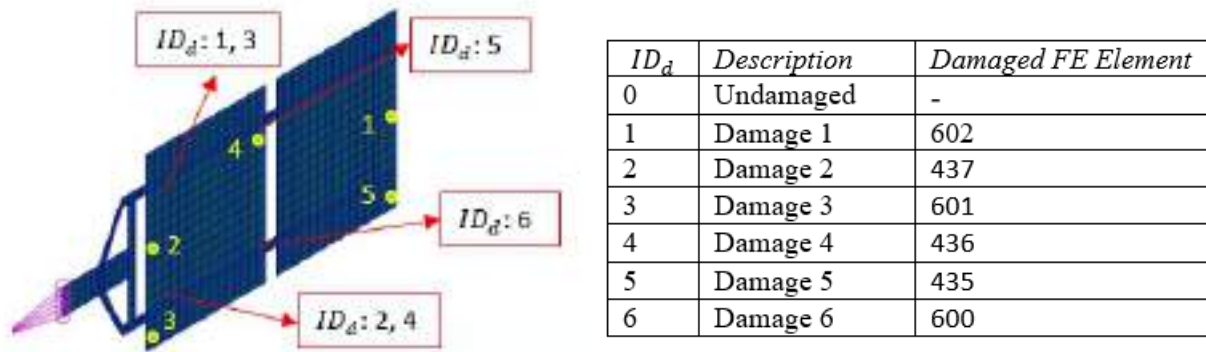 ID_d: 1, 3
ID_d: 5
4
1
5
ID_d: 6
2
3
ID_d: 2, 4
ID_d Description Damaged FE Element
0 Undamaged -
1 Damage 1 602
2 Damage 2 437
3 Damage 3 601
4 Damage 4 436
5 Damage 5 435
6 Damage 6 600